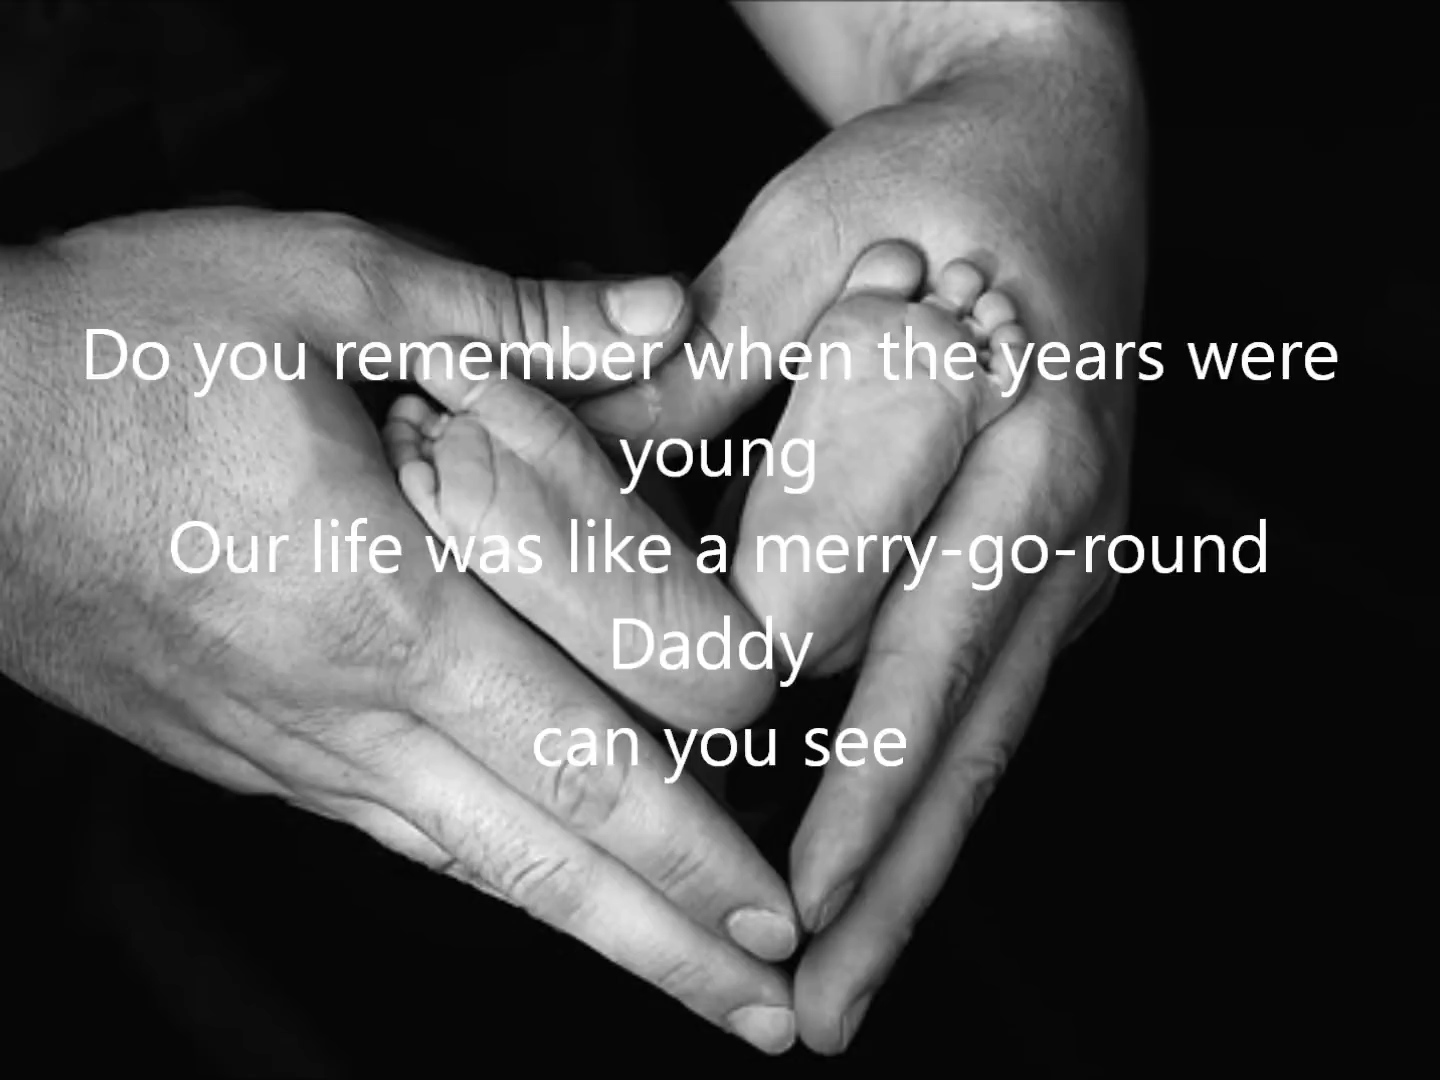 Do you remember when the years were
young
Our life was like a merry-go-round
Daddy
can you see